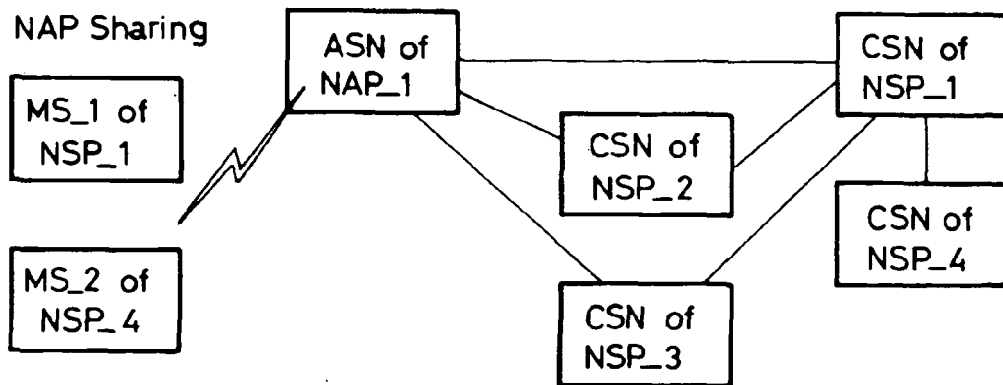 NAP Sharing
ASN of
NAP_1
CSN of
NSP_1
MS_1 of
NSP_1
CSN of
NSP_2
CSN of
NSP_4
MS_2 of
NSP_4
CSN of
NSP_3